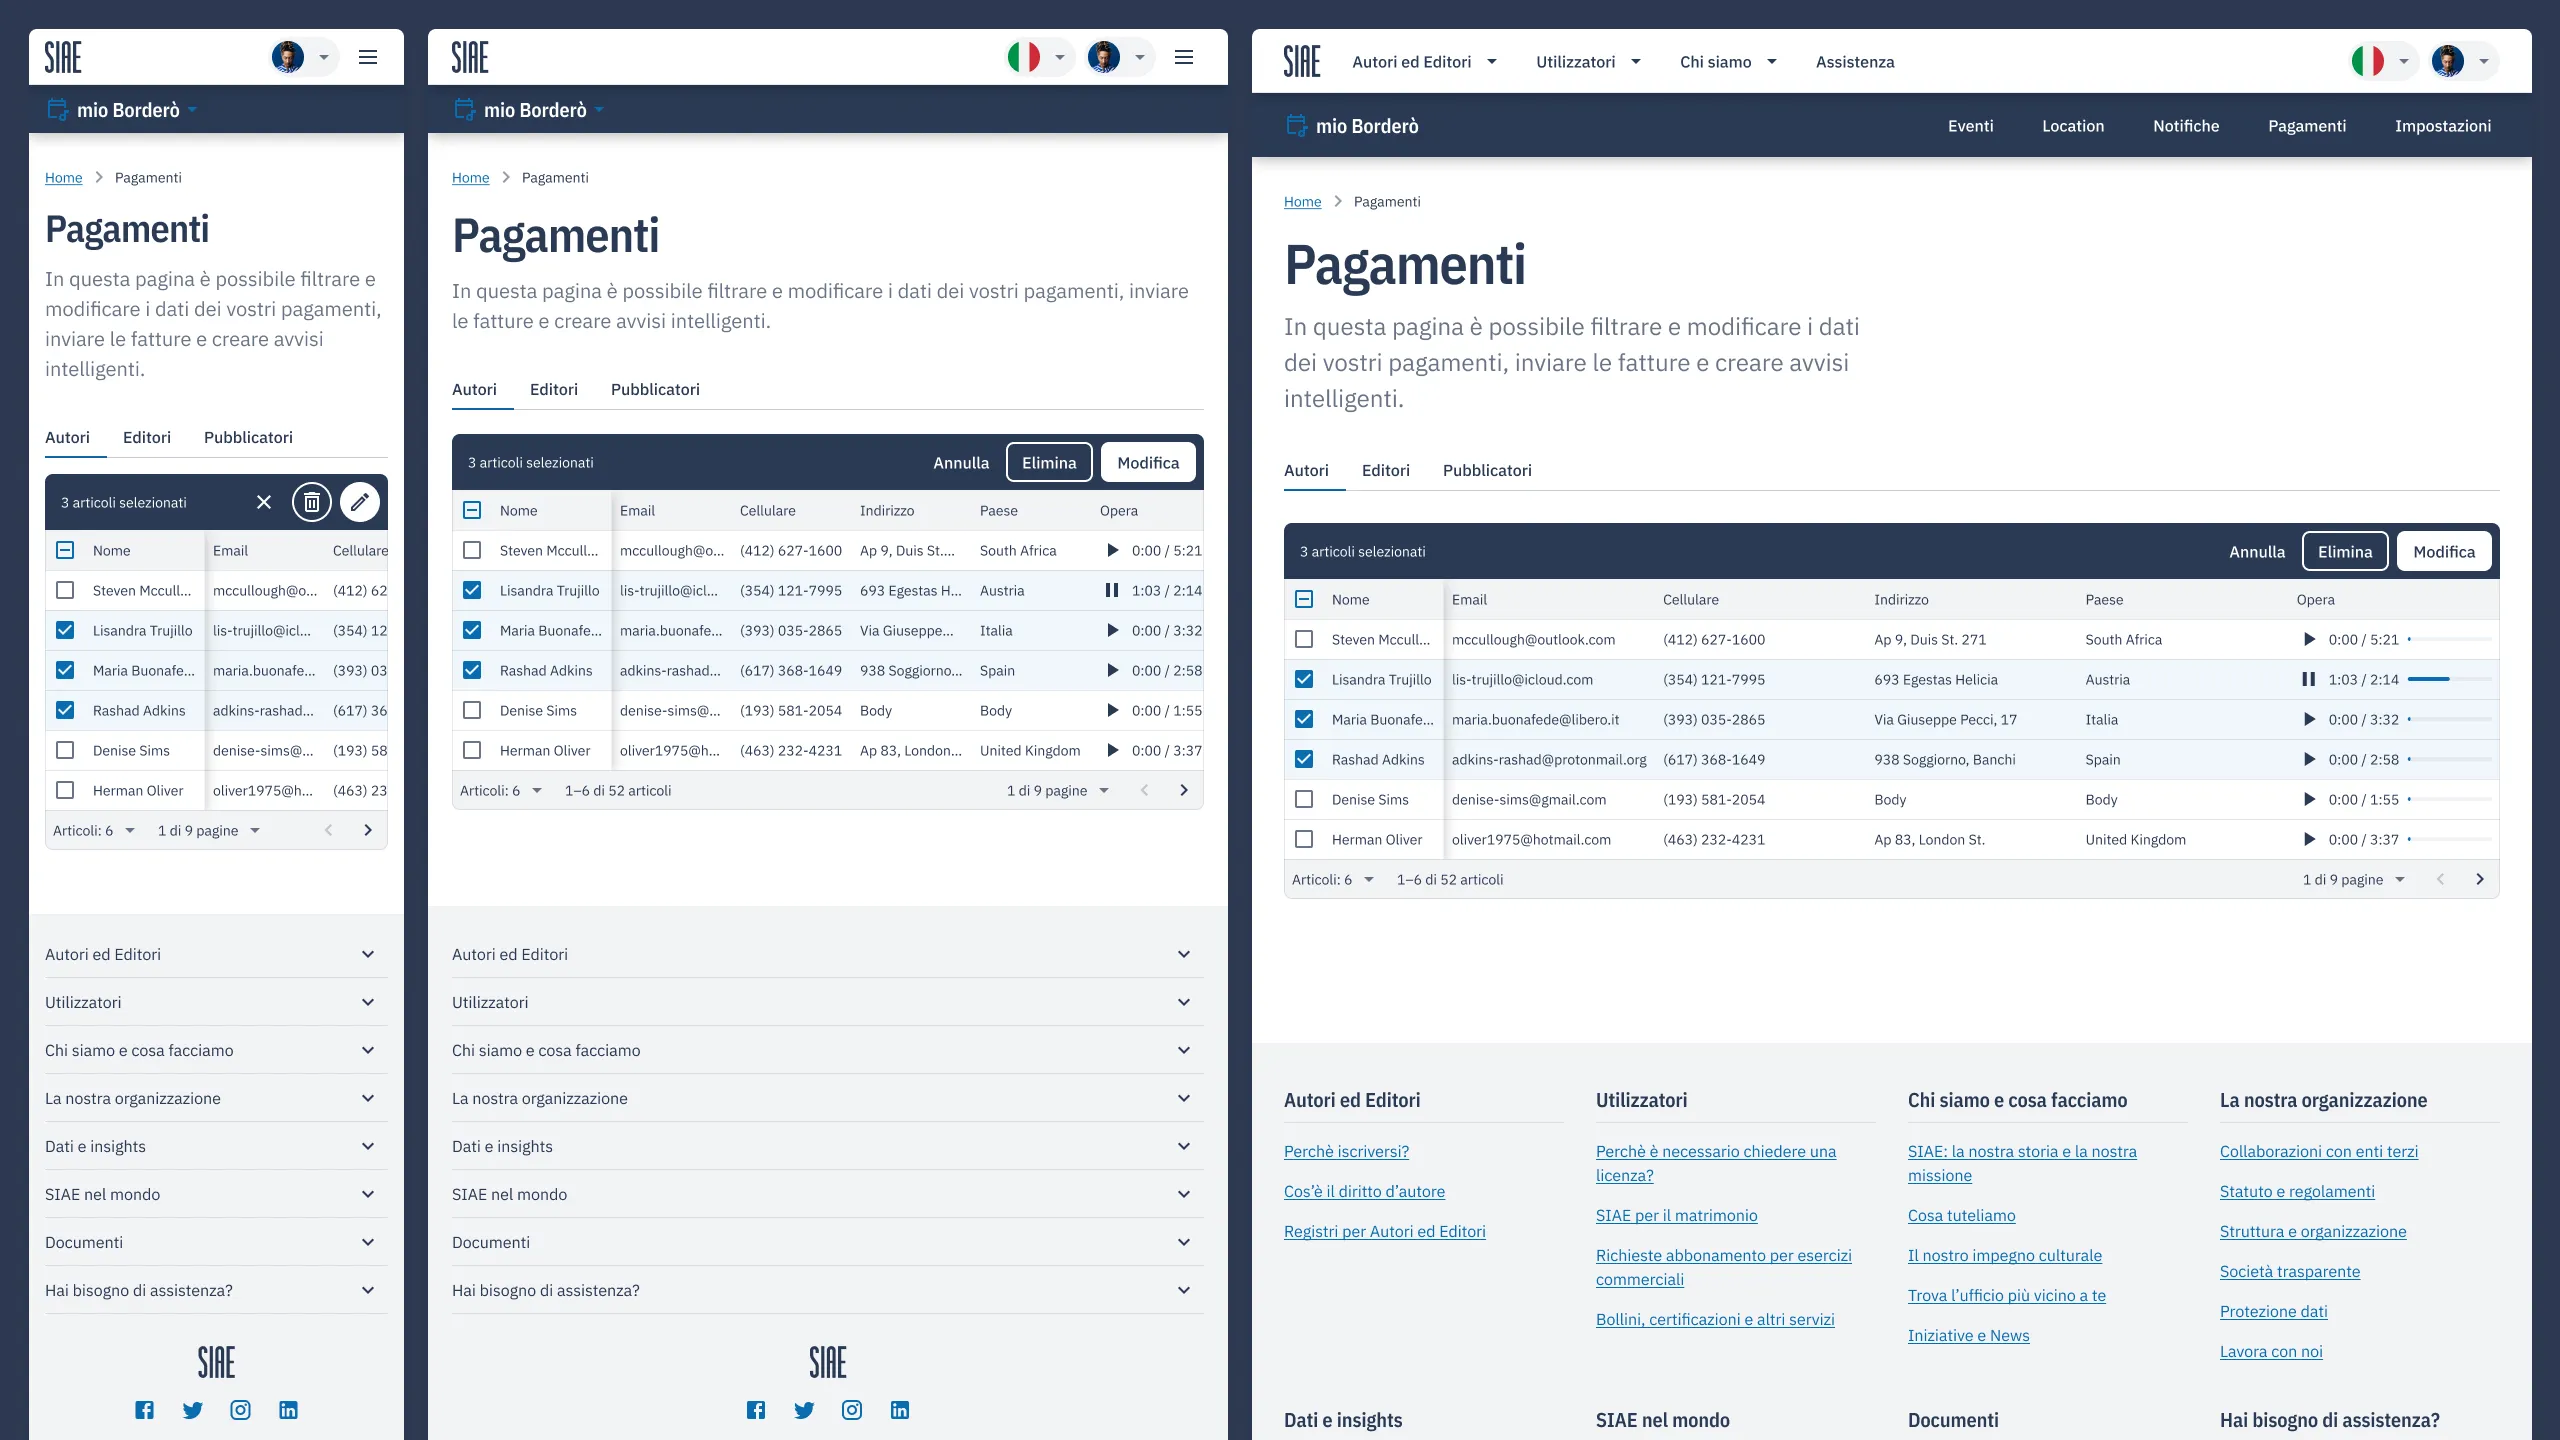 SIAE
mio Borderò
Home Pagamenti
Pagamenti
In questa pagina è possibile filtrare e
modificare i dati dei vostri pagamenti,
inviare le fatture e creare avvisi
intelligenti.
Autori Editori Pubblicatori
3 articoli selezionati
Nome Email Cellulare
Steven Mccull... mccullough@o... (412) 62
Lisandra Trujillo lis-trujillo@icl... (354) 12
Maria Buonafe... maria.buonafe... (393) 03
Rashad Adkins adkins-rashad... (617) 36
Denise Sims denise-sims@... (193) 58
Herman Oliver oliver1975@h... (463) 23
Articoli: 6 1 di 9 pagine
Autori ed Editori
Utilizzatori
Chi siamo e cosa facciamo
La nostra organizzazione
Dati e insights
SIAE nel mondo
Documenti
Hai bisogno di assistenza?
SIAE
SIAE
mio Borderò
Home Pagamenti
Pagamenti
In questa pagina è possibile filtrare e modificare i dati dei vostri pagamenti, inviare
le fatture e creare avvisi intelligenti.
Autori Editori Pubblicatori
3 articoli selezionati Annulla Elimina Modifica
Nome Email Cellulare Indirizzo Paese Opera
Steven Mccull... mccullough@o... (412) 627-1600 Ap 9, Duis St.... South Africa 0:00 / 5:21
Lisandra Trujillo lis-trujillo@icl... (354) 121-7995 693 Egestas H... Austria 1:03 / 2:14
Maria Buonafe... maria.buonafe... (393) 035-2865 Via Giuseppe... Italia 0:00 / 3:32
Rashad Adkins adkins-rashad... (617) 368-1649 938 Soggiorno... Spain 0:00 / 2:58
Denise Sims denise-sims@... (193) 581-2054 Body Body 0:00 / 1:55
Herman Oliver oliver1975@h... (463) 232-4231 Ap 83, London... United Kingdom 0:00 / 3:37
Articoli: 6 1–6 di 52 articoli 1 di 9 pagine
Autori ed Editori
Utilizzatori
Chi siamo e cosa facciamo
La nostra organizzazione
Dati e insights
SIAE nel mondo
Documenti
Hai bisogno di assistenza?
SIAE
SIAE Autori ed Editori Utilizzatori Chi siamo Assistenza
mio Borderò Eventi Location Notifiche Pagamenti Impostazioni
Home Pagamenti
Pagamenti
In questa pagina è possibile filtrare e modificare i dati
dei vostri pagamenti, inviare le fatture e creare avvisi
intelligenti.
Autori Editori Pubblicatori
3 articoli selezionati Annulla Elimina Modifica
Nome Email Cellulare Indirizzo Paese Opera
Steven Mccull... mccullough@outlook.com (412) 627-1600 Ap 9, Duis St. 271 South Africa 0:00 / 5:21
Lisandra Trujillo lis-trujillo@icloud.com (354) 121-7995 693 Egestas Helicia Austria 1:03 / 2:14
Maria Buonafe... maria.buonafede@libero.it (393) 035-2865 Via Giuseppe Pecci, 17 Italia 0:00 / 3:32
Rashad Adkins adkins-rashad@protonmail.org (617) 368-1649 938 Soggiorno, Banchi Spain 0:00 / 2:58
Denise Sims denise-sims@gmail.com (193) 581-2054 Body Body 0:00 / 1:55
Herman Oliver oliver1975@hotmail.com (463) 232-4231 Ap 83, London St. United Kingdom 0:00 / 3:37
Articoli: 6 1–6 di 52 articoli 1 di 9 pagine
Autori ed Editori
Perchè iscriversi?
Cos’è il diritto d’autore
Registri per Autori ed Editori
Utilizzatori
Perchè è necessario chiedere una
licenza?
SIAE per il matrimonio
Richieste abbonamento per esercizi
commerciali
Bollini, certificazioni e altri servizi
Chi siamo e cosa facciamo
SIAE: la nostra storia e la nostra
missione
Cosa tuteliamo
Il nostro impegno culturale
Trova l’ufficio più vicino a te
Iniziative e News
La nostra organizzazione
Collaborazioni con enti terzi
Statuto e regolamenti
Struttura e organizzazione
Società trasparente
Protezione dati
Lavora con noi
Dati e insights
SIAE nel mondo
Documenti
Hai bisogno di assistenza?